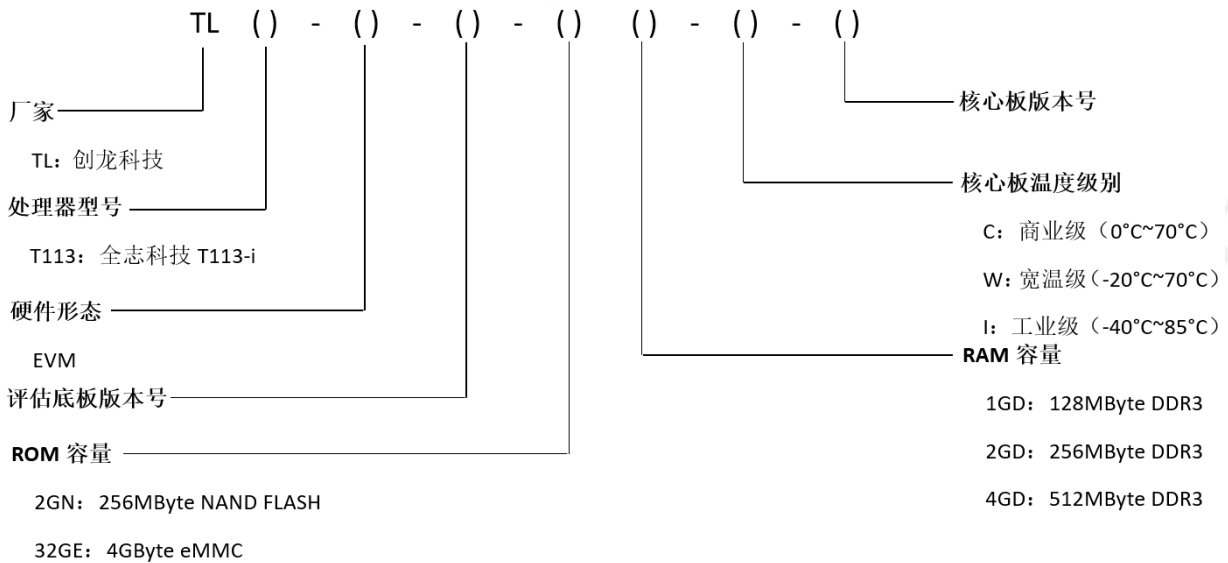 TL () - () - () - () () - () - ()
厂家
TL：创龙科技
处理器型号
T113：全志科技 T113-i
硬件形态
EVM
评估底板版本号
ROM 容量
2GN：256MByte NAND FLASH
32GE：4GByte eMMC
核心板版本号
核心板温度级别
C：商业级（0°C~70°C）
W：宽温级（-20°C~70°C）
I：工业级（-40°C~85°C）
RAM 容量
1GD：128MByte DDR3
2GD：256MByte DDR3
4GD：512MByte DDR3